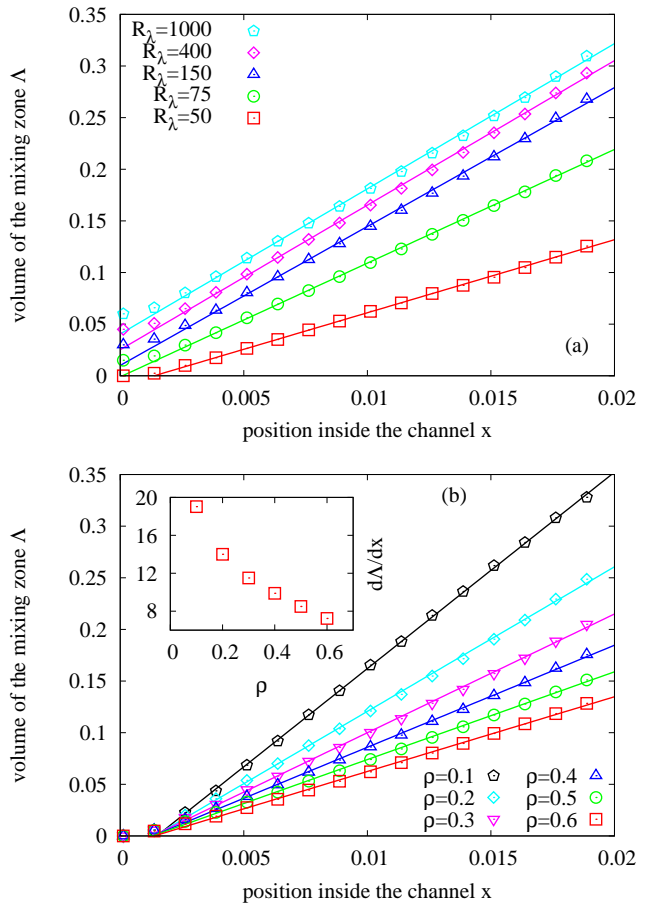 0.35
0.3
0.25
0.2
0.15
0.1
0.05
0
volume of the mixing zone Λ
R_λ=1000
R_λ=400
R_λ=150
R_λ=75
R_λ=50
(a)
0 0.005 0.01 0.015 0.02
position inside the channel x
0.35
0.3
0.25
0.2
0.15
0.1
0.05
0
volume of the mixing zone Λ
(b)
20
16
12
8
dΛ/dx
0 0.2 0.4 0.6
ρ
ρ=0.1 ρ=0.4
ρ=0.2 ρ=0.5
ρ=0.3 ρ=0.6
0 0.005 0.01 0.015 0.02
position inside the channel x